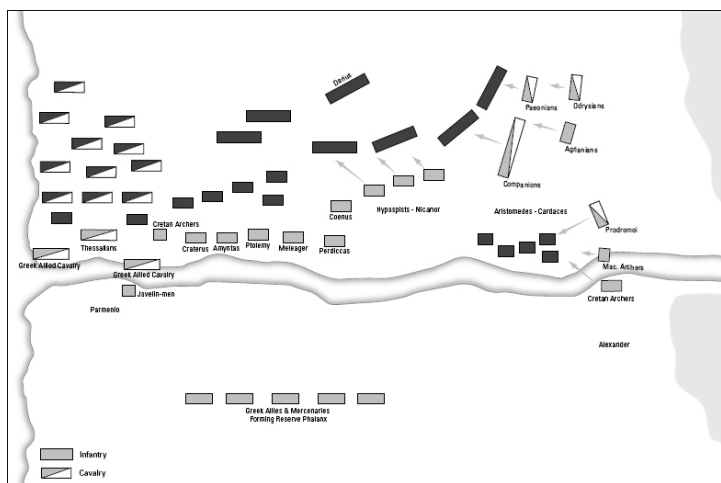 Darius
Paeonians
Odrysians
Agrianians
Companions
Coenus
Hypaspists - Nicanor
Aristomedes - Cardaces
Prodromoi
Cretan Archers
Thessalians
Craterus
Amyntas
Ptolemy
Meleager
Perdiccas
Greek Allied Cavalry
Greek Allied Cavalry
Mac. Archers
Javelin-men
Cretan Archers
Parmenio
Alexander
Greek Allies & Mercenaries
Forming Reserve Phalanx
Infantry
Cavalry